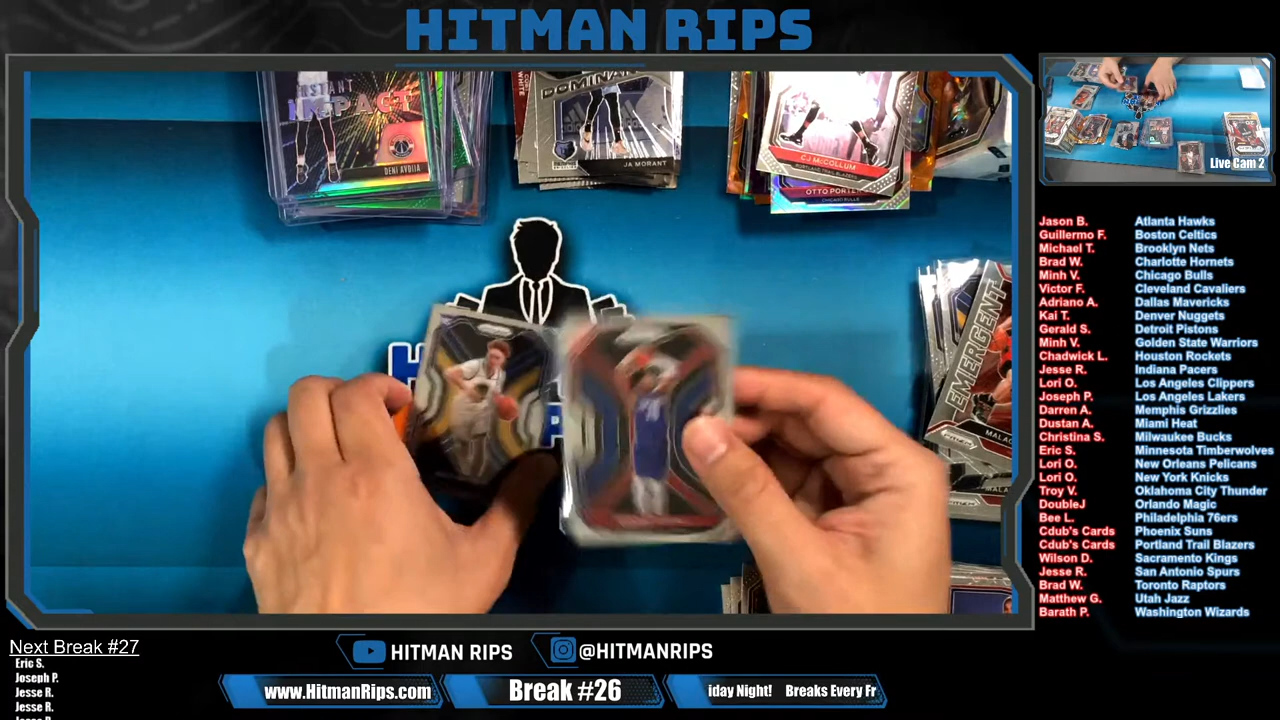 HITMAN RIPS
INSTANT
IMPACT
DENI AVDIJA
WHITE
DOMINAN
JA MORANT
CJ McCOLLUM
PORTLAND TRAIL BLAZERS
OTTO PORTE
CHICAGO BULLS
EMERGENT
MALAC
H
P
Live Cam 2
Jason B. Atlanta Hawks
Guillermo F. Boston Celtics
Michael T. Brooklyn Nets
Brad W. Charlotte Hornets
Minh V. Chicago Bulls
Victor F. Cleveland Cavaliers
Adriano A. Dallas Mavericks
Kai T. Denver Nuggets
Gerald S. Detroit Pistons
Minh V. Golden State Warriors
Chadwick L. Houston Rockets
Jesse R. Indiana Pacers
Lori O. Los Angeles Clippers
Joseph P. Los Angeles Lakers
Darren A. Memphis Grizzlies
Dustan A. Miami Heat
Christina S. Milwaukee Bucks
Eric S. Minnesota Timberwolves
Lori O. New Orleans Pelicans
Lori O. New York Knicks
Troy V. Oklahoma City Thunder
DoubleJ Orlando Magic
Bee L. Philadelphia 76ers
Cdub's Cards Phoenix Suns
Cdub's Cards Portland Trail Blazers
Wilson D. Sacramento Kings
Jesse R. San Antonio Spurs
Brad W. Toronto Raptors
Matthew G. Utah Jazz
Barath P. Washington Wizards
Next Break #27
Eric S.
Joseph P.
Jesse R.
Jesse R.
HITMAN RIPS
@HITMANRIPS
www.HitmanRips.com
Break #26
iday Night! Breaks Every Fr